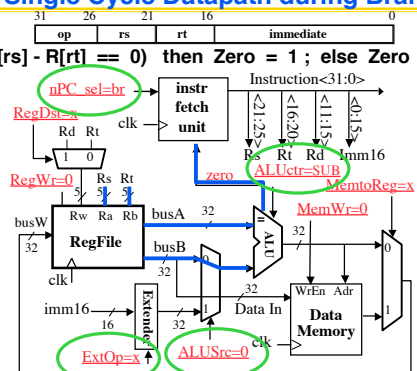 Single Cycle Datapath during Bran
31 26 21 16 0
op rs rt immediate
[rs] - R[rt] == 0) then Zero = 1 ; else Zero
nPC_sel=br
instr
fetch
unit
Instruction<31:0>
clk
<21:25>
<16:20>
<11:15>
<0:15>
Rs Rt Rd Imm16
RegDst=x
Rd Rt
1 0
zero
ALUctr=SUB
MemtoReg=x
RegWr=0
Rs Rt
5 5 5
MemWr=0
busW
32
Rw Ra Rb
RegFile
clk
busA
32
busB
32
=
ALU
32
0
1
0
1
imm16
16
Extender
32
32
Data In
clk
WrEn Adr
Data
Memory
ExtOp=x
ALUSrc=0